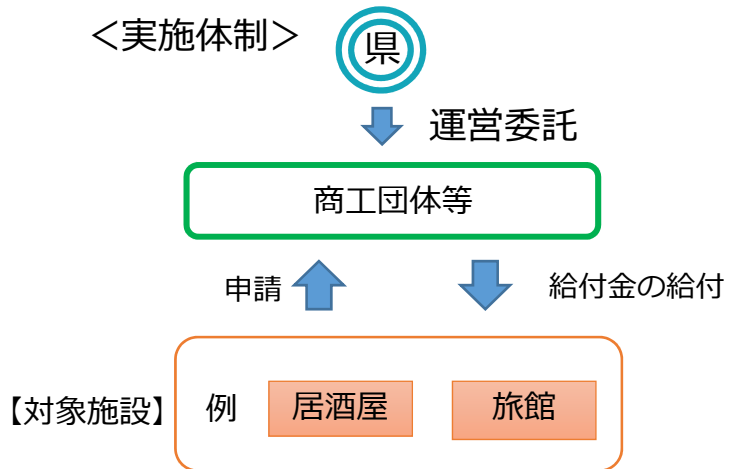 ＜実施体制＞
県
運営委託
商工団体等
申請
給付金の給付
【対象施設】
例
居酒屋
旅館